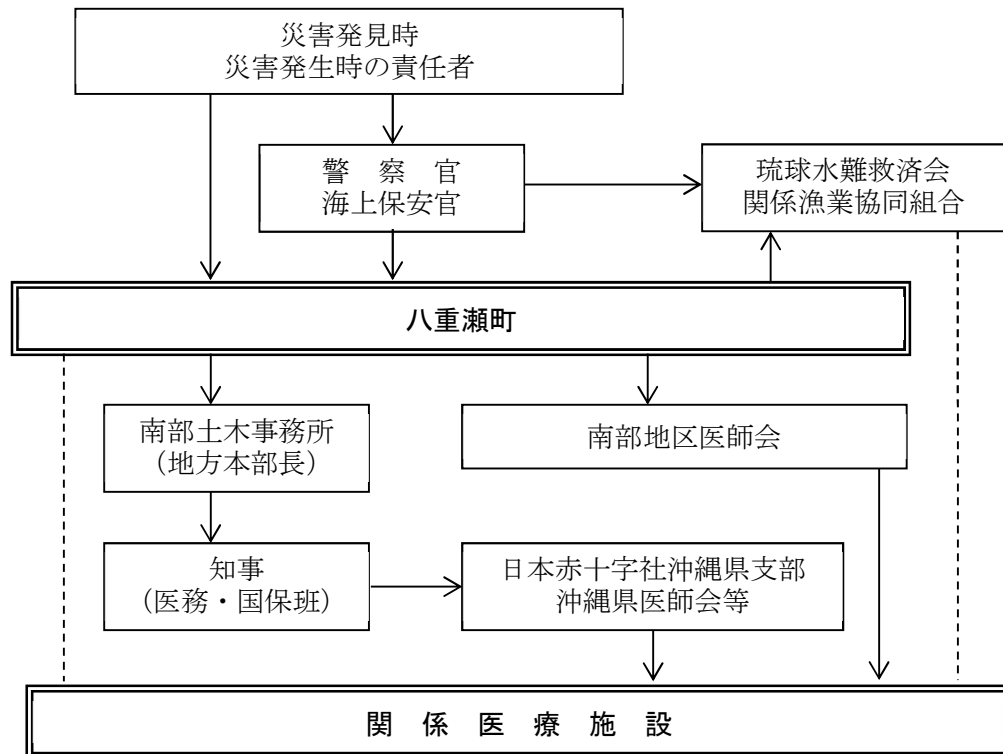 災害発見時
災害発生時の責任者
警　察　官
海上保安官
琉球水難救済会
関係漁業協同組合
八重瀬町
南部土木事務所
（地方本部長）
南部地区医師会
知事
（医務・国保班）
日本赤十字社沖縄県支部
沖縄県医師会等
関　係　医　療　施　設